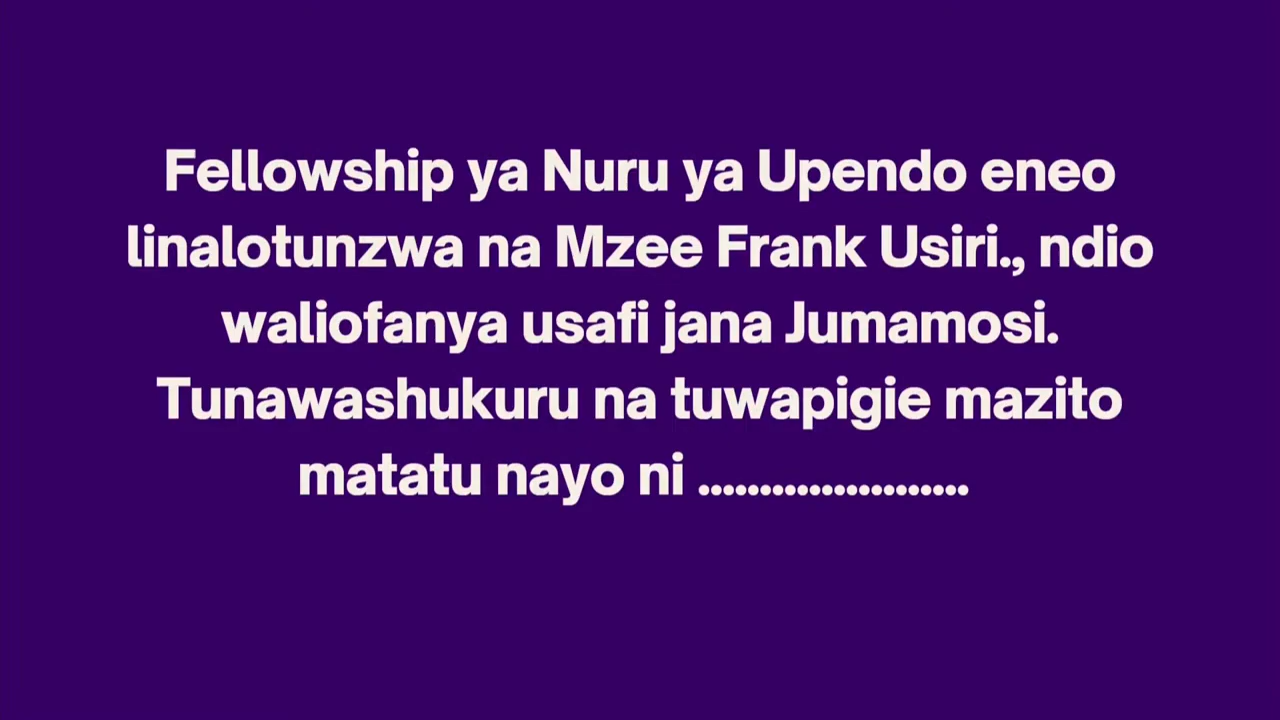 Fellowship ya Nuru ya Upendo eneo
linalotunzwa na Mzee Frank Usiri., ndio
waliofanya usafi jana Jumamosi.
Tunawashukuru na tuwapigie mazito
matatu nayo ni ......................